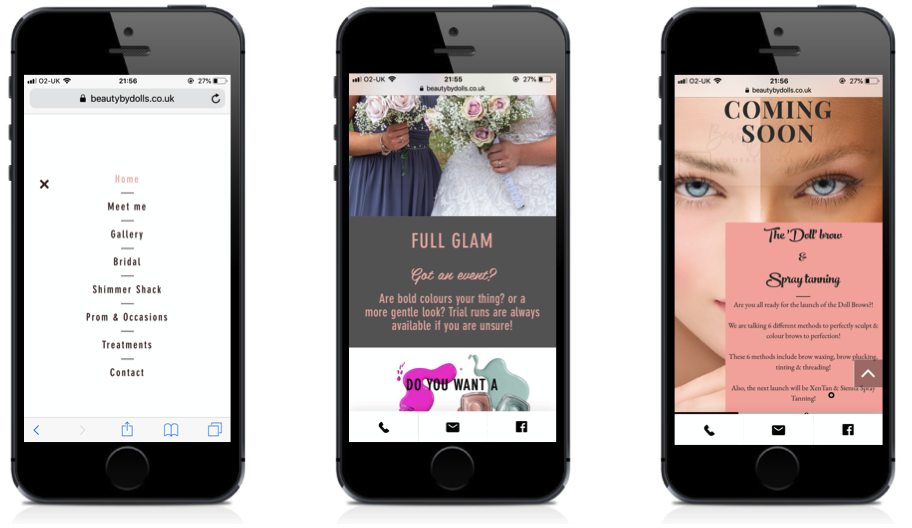 O2-UK 21:56 27%
beautybydolls.co.uk
Home
Meet me
Gallery
Bridal
Shimmer Shack
Prom & Occasions
Treatments
Contact
O2-UK 21:55 27%
beautybydolls.co.uk
FULL GLAM
Got an event?
Are bold colours your thing? or a
more gentle look? Trial runs are always
available if you are unsure!
DO YOU WANT A
O2-UK 21:56 27%
beautybydolls.co.uk
COMING
SOON
The 'Doll' brow
&
Spray tanning
Are you all ready for the launch of the Doll Brows?!
We are talking 6 different methods to perfectly sculpt &
colour brows to perfection!
These 6 methods include brow waxing, brow plucking,
tinting & threading!
Also, the next launch will be XenTan & Sienna Spray
Tanning!